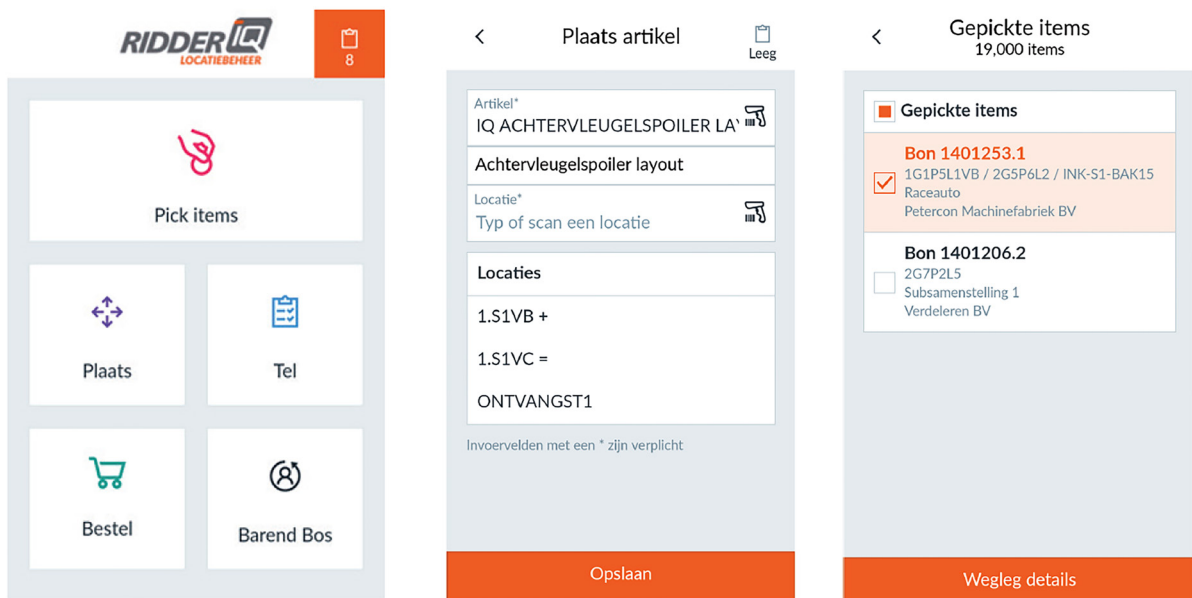 RIDDER iQ
LOCATIEBEHEER
8
Pick items
Plaats
Tel
Bestel
Barend Bos
Plaats artikel
Leeg
Artikel*
IQ ACHTERVLEUGELSPOILER LA
Achtervleugelspoiler layout
Locatie*
Typ of scan een locatie
Locaties
1.S1VB +
1.S1VC =
ONTVANGST1
Invoervelden met een * zijn verplicht
Opslaan
Gepickte items
19,000 items
Gepickte items
Bon 1401253.1
1G1P5L1VB / 2G5P6L2 / INK-S1-BAK15
Raceauto
Petercon Machinefabriek BV
Bon 1401206.2
2G7P2L5
Subsamenstelling 1
Verdeleren BV
Wegleg details